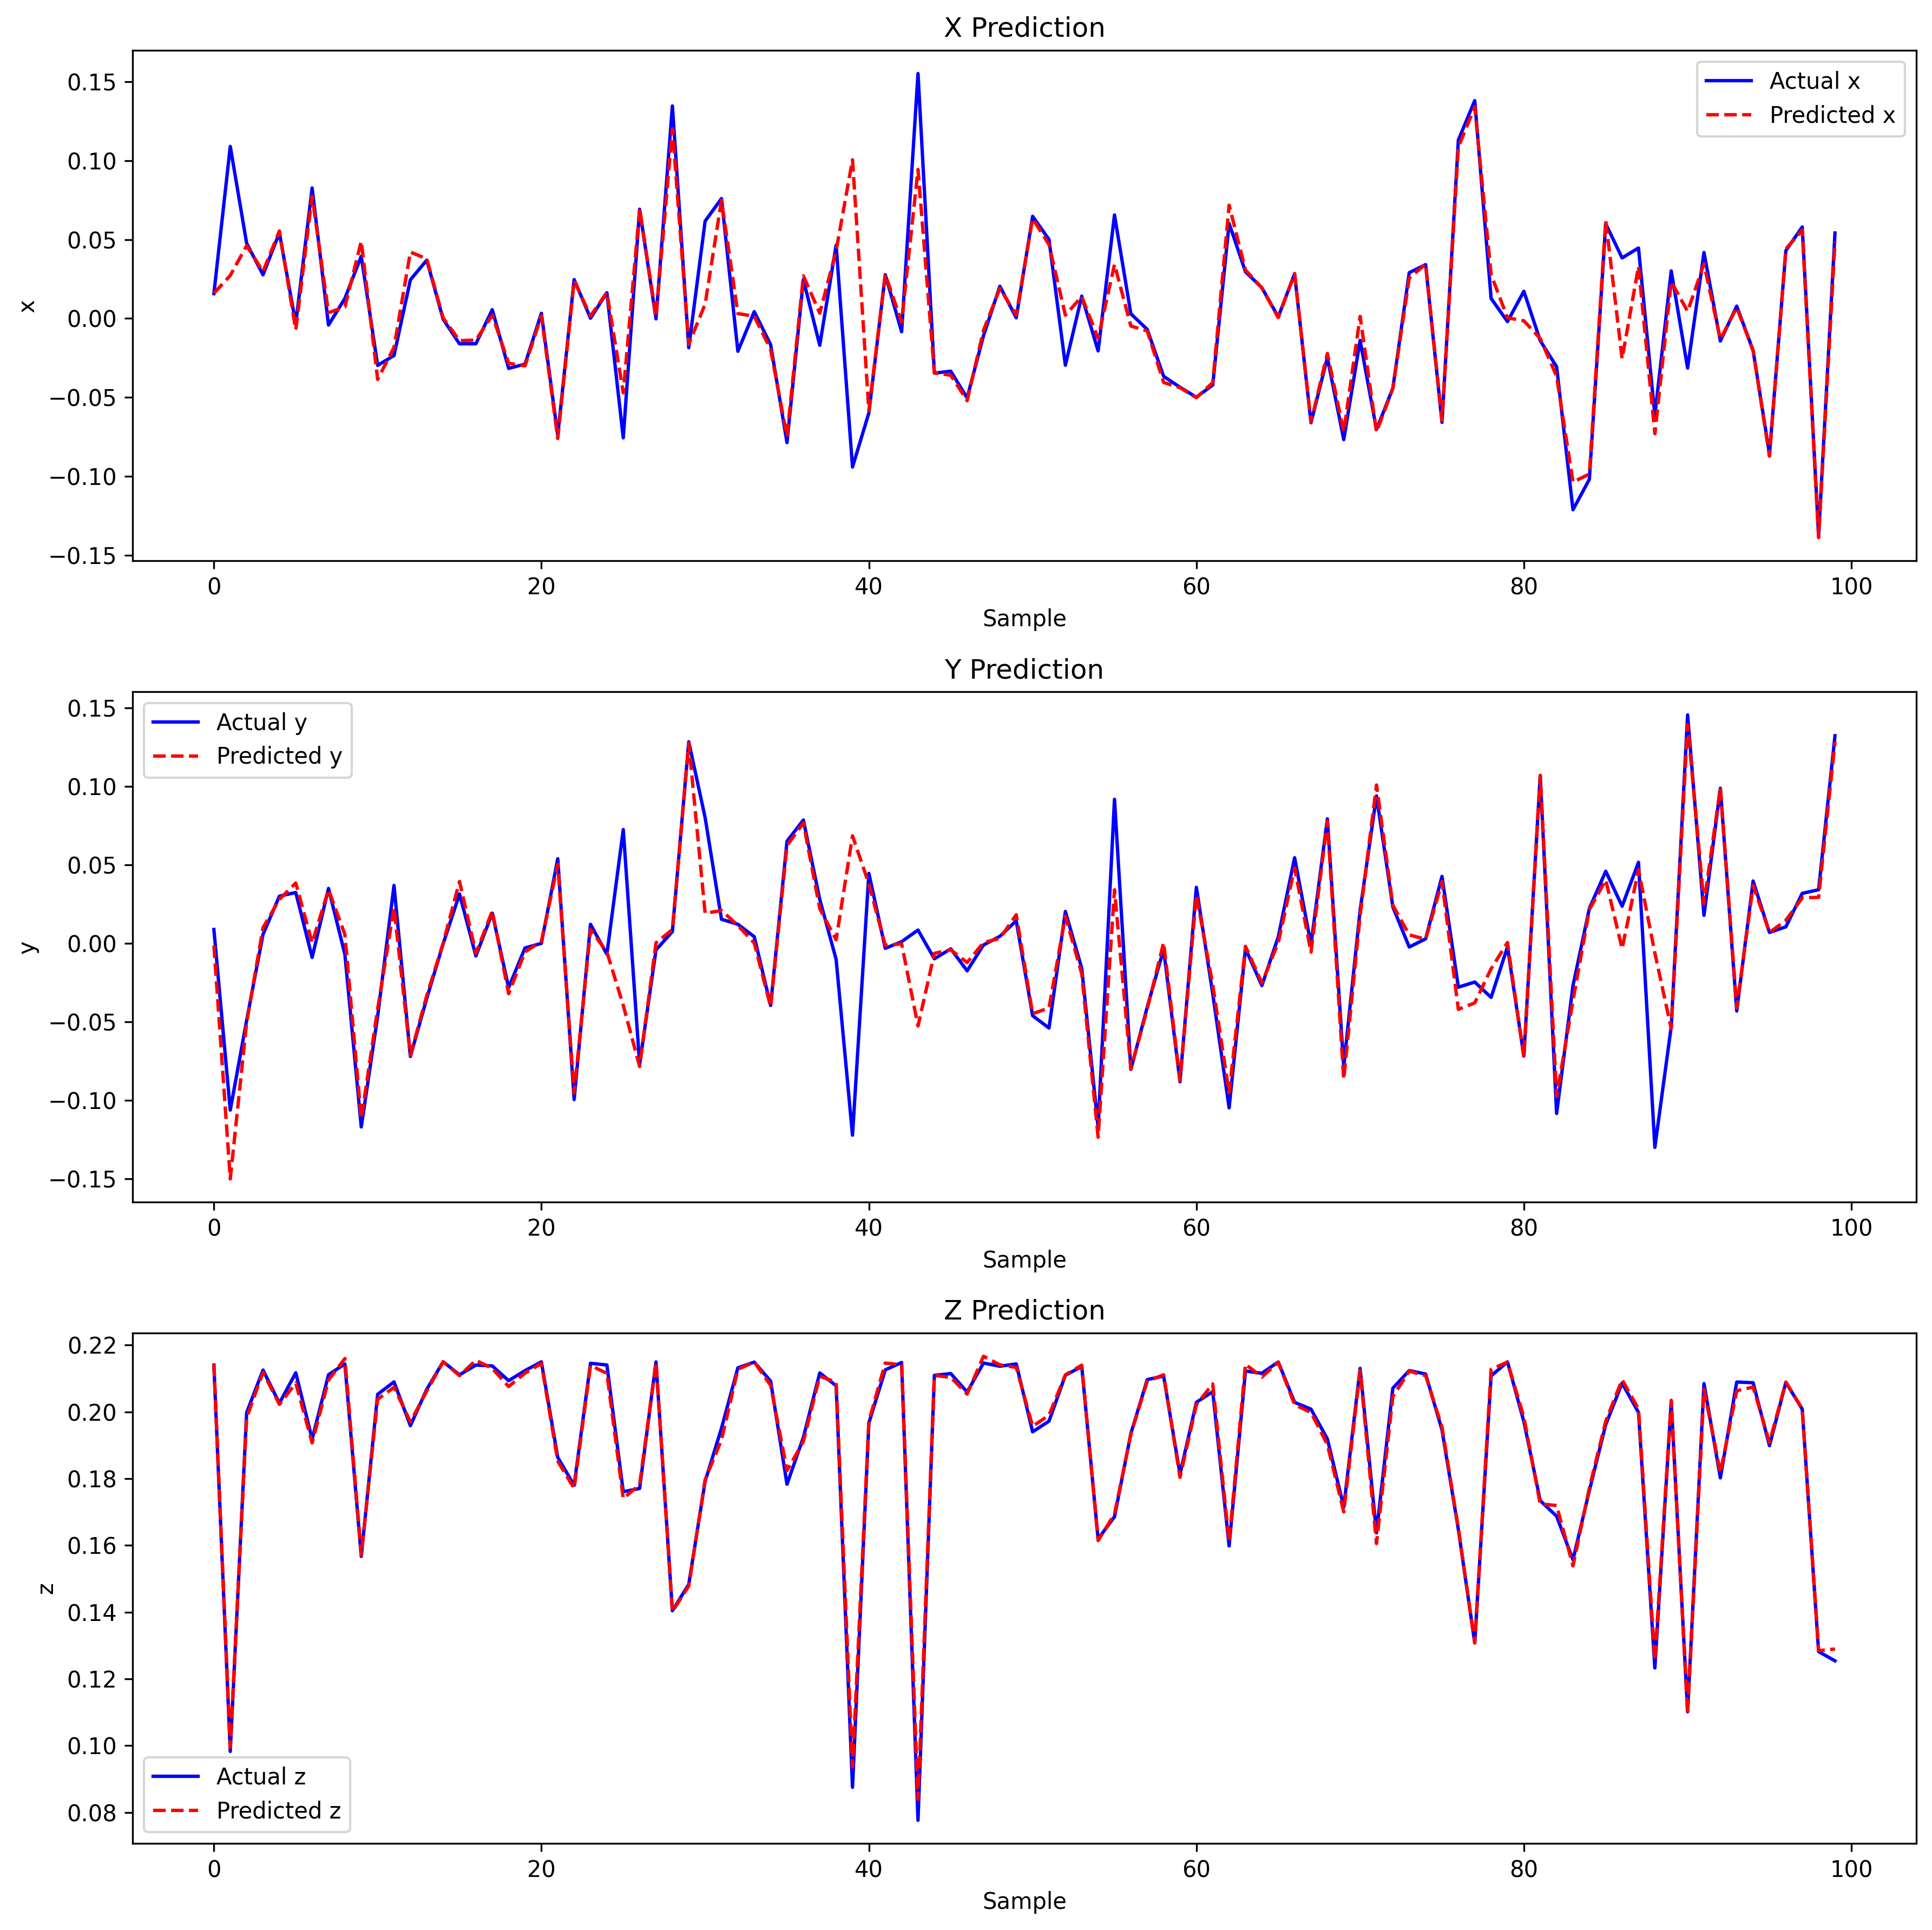 X Prediction
0.15
0.10
0.05
0.00
−0.05
−0.10
−0.15
x
Actual x
Predicted x
0 20 40 60 80 100
Sample
Y Prediction
0.15
0.10
0.05
0.00
−0.05
−0.10
−0.15
y
Actual y
Predicted y
0 20 40 60 80 100
Sample
Z Prediction
0.22
0.20
0.18
0.16
0.14
0.12
0.10
0.08
z
Actual z
Predicted z
0 20 40 60 80 100
Sample